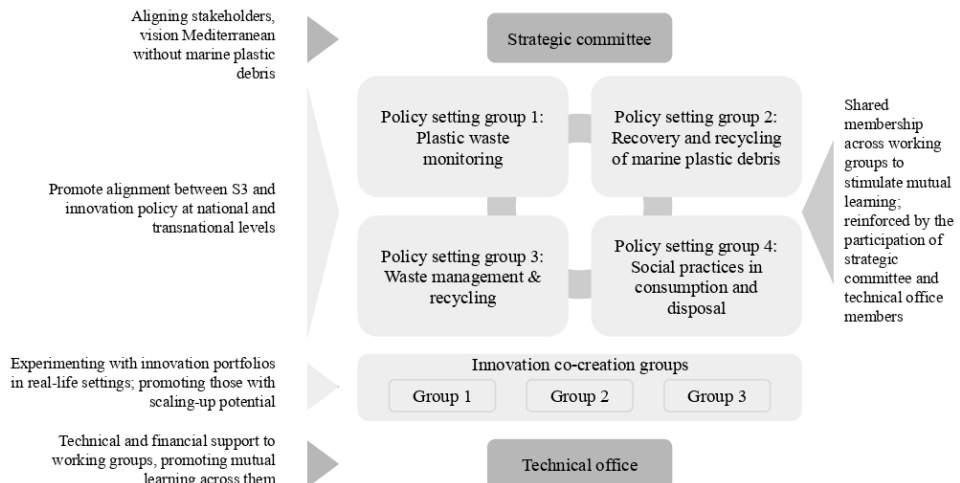 Aligning stakeholders,
vision Mediterranean
without marine plastic
debris
Strategic committee
Policy setting group 1:
Plastic waste
monitoring
Policy setting group 2:
Recovery and recycling
of marine plastic debris
Promote alignment between S3 and
innovation policy at national and
transnational levels
Policy setting group 3:
Waste management &
recycling
Policy setting group 4:
Social practices in
consumption and
disposal
Shared
membership
across working
groups to
stimulate mutual
learning;
reinforced by the
participation of
strategic
committee and
technical office
members
Experimenting with innovation portfolios
in real-life settings; promoting those with
scaling-up potential
Innovation co-creation groups
Group 1
Group 2
Group 3
Technical and financial support to
working groups, promoting mutual
learning across them
Technical office